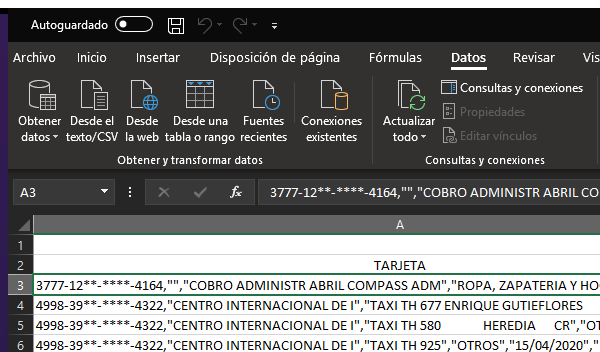 Autoguardado
Archivo Inicio Insertar Disposición de página Fórmulas Datos Revisar
Obtener datos Desde el texto/CSV Desde la web Desde una tabla o rango Fuentes recientes Conexiones existentes Actualizar todo Consultas y conexiones
Propiedades
Editar vínculos
Obtener y transformar datos Consultas y conexiones
A3 fx 3777-12**-****-4164,"","COBRO ADMINISTR ABRIL CO
A
1
2 TARJETA
3 3777-12**-****-4164,"","COBRO ADMINISTR ABRIL COMPASS ADM","ROPA, ZAPATERIA Y HO
4 4998-39**-****-4322,"CENTRO INTERNACIONAL DE I","TAXI TH 677 ENRIQUE GUTIEFLORES
5 4998-39**-****-4322,"CENTRO INTERNACIONAL DE I","TAXI TH 580 HEREDIA CR","OT
6 4998-39**-****-4322,"CENTRO INTERNACIONAL DE I","TAXI TH 925","OTROS","15/04/2020","